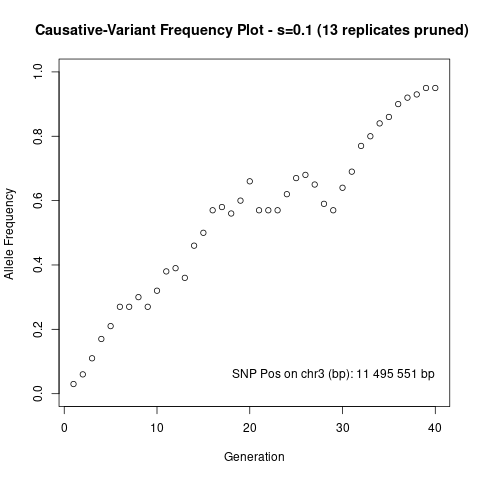 Causative-Variant Frequency Plot - s=0.1 (13 replicates pruned)
1.0
0.8
0.6
0.4
0.2
0.0
Allele Frequency
SNP Pos on chr3 (bp): 11 495 551 bp
0 10 20 30 40
Generation